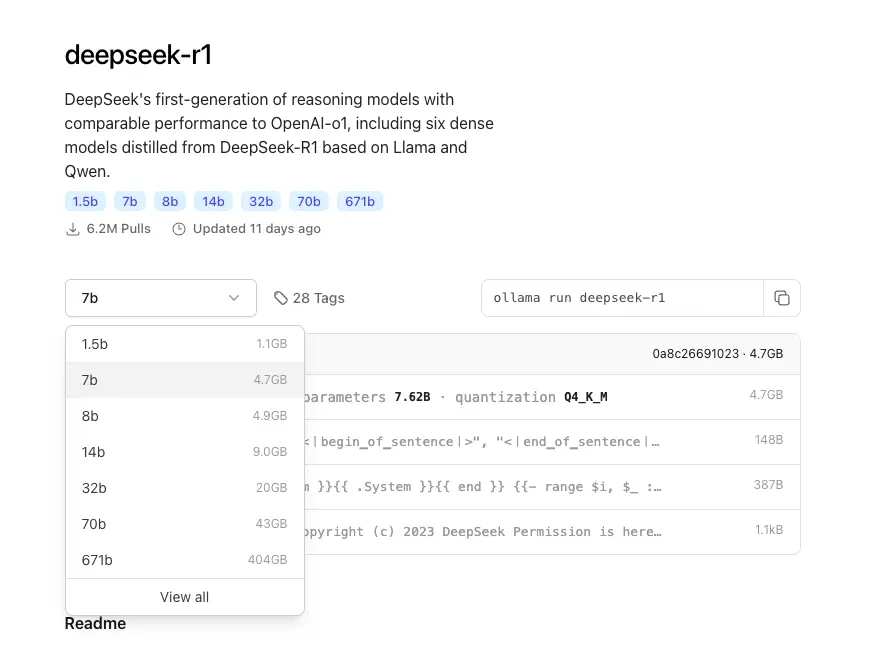 deepseek-r1
DeepSeek's first-generation of reasoning models with
comparable performance to OpenAI-o1, including six dense
models distilled from DeepSeek-R1 based on Llama and
Qwen.
1.5b 7b 8b 14b 32b 70b 671b
6.2M Pulls Updated 11 days ago
7b 28 Tags ollama run deepseek-r1
1.5b 1.1GB
0a8c26691023 · 4.7GB
7b 4.7GB
parameters 7.62B · quantization Q4_K_M 4.7GB
8b 4.9GB
<|begin_of_sentence|>", "<|end_of_sentence|… 148B
14b 9.0GB
32b 20GB
}}{{ .System }}{{ end }} {{- range $i, $_ :… 387B
70b 43GB
opyright (c) 2023 DeepSeek Permission is here… 1.1kB
671b 404GB
View all
Readme